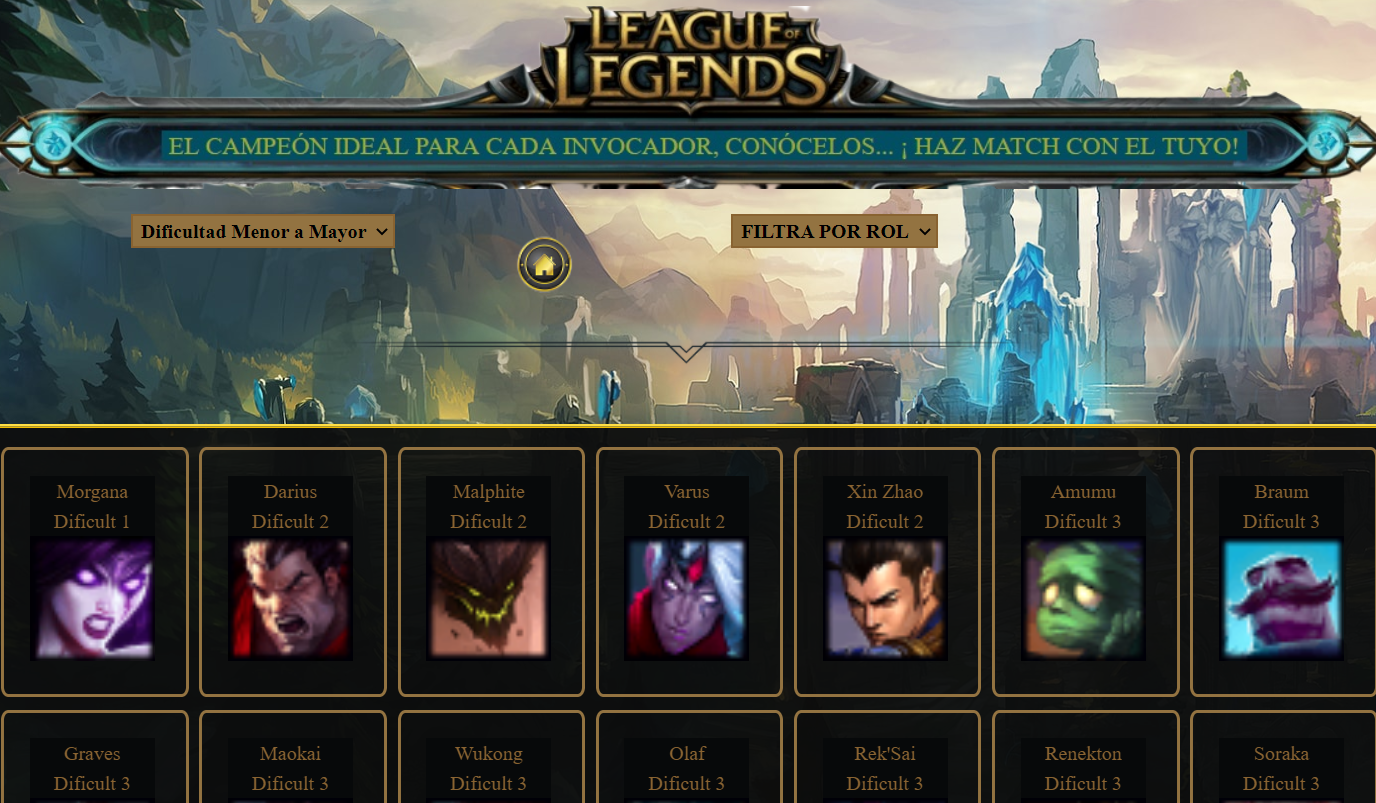 LEAGUE OF
LEGENDS
EL CAMPEÓN IDEAL PARA CADA INVOCADOR, CONÓCELOS... ¡ HAZ MATCH CON EL TUYO!
Dificultad Menor a Mayor
FILTRA POR ROL
Morgana
Dificult 1
Darius
Dificult 2
Malphite
Dificult 2
Varus
Dificult 2
Xin Zhao
Dificult 2
Amumu
Dificult 3
Braum
Dificult 3
Graves
Dificult 3
Maokai
Dificult 3
Wukong
Dificult 3
Olaf
Dificult 3
Rek'Sai
Dificult 3
Renekton
Dificult 3
Soraka
Dificult 3